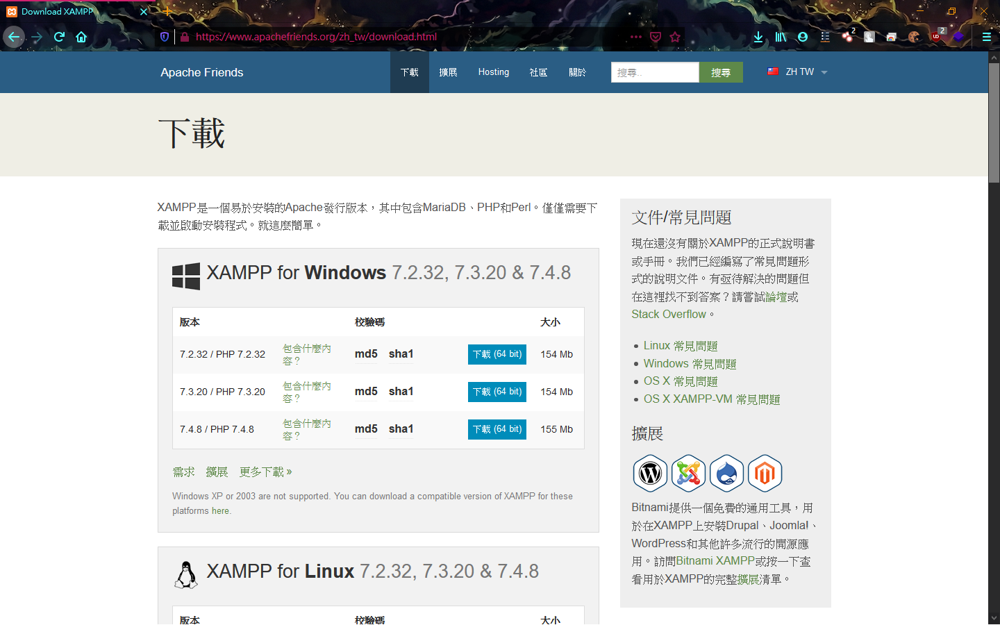 Download XAMPP
https://www.apachefriends.org/zh_tw/download.html
2
2
Apache Friends
下載
擴展
Hosting
社區
關於
搜尋..
搜尋
ZH TW
下載
XAMPP是一個易於安裝的Apache發行版本，其中包含MariaDB、PHP和Perl。僅僅需要下
載並啟動安裝程式。就這麼簡單。
XAMPP for Windows 7.2.32, 7.3.20 & 7.4.8
版本 校驗碼 大小
7.2.32 / PHP 7.2.32 包含什麼內 md5 sha1 下載 (64 bit) 154 Mb
容？
7.3.20 / PHP 7.3.20 包含什麼內 md5 sha1 下載 (64 bit) 154 Mb
容？
7.4.8 / PHP 7.4.8 包含什麼內 md5 sha1 下載 (64 bit) 155 Mb
容？
需求 擴展 更多下載 »
Windows XP or 2003 are not supported. You can download a compatible version of XAMPP for these
platforms here.
XAMPP for Linux 7.2.32, 7.3.20 & 7.4.8
版本 校驗碼 大小
文件/常見問題
現在還沒有關於XAMPP的正式說明書
或手冊。我們已經編寫了常見問題形
式的說明文件。有亟待解決的問題但
在這裡找不到答案？請嘗試論壇或
Stack Overflow。
Linux 常見問題
Windows 常見問題
OS X 常見問題
OS X XAMPP-VM 常見問題
擴展
Bitnami提供一個免費的通用工具，用
於在XAMPP上安裝Drupal、Joomla!、
WordPress和其他許多流行的開源應
用。訪問Bitnami XAMPP或按一下查
看用於XAMPP的完整擴展清單。